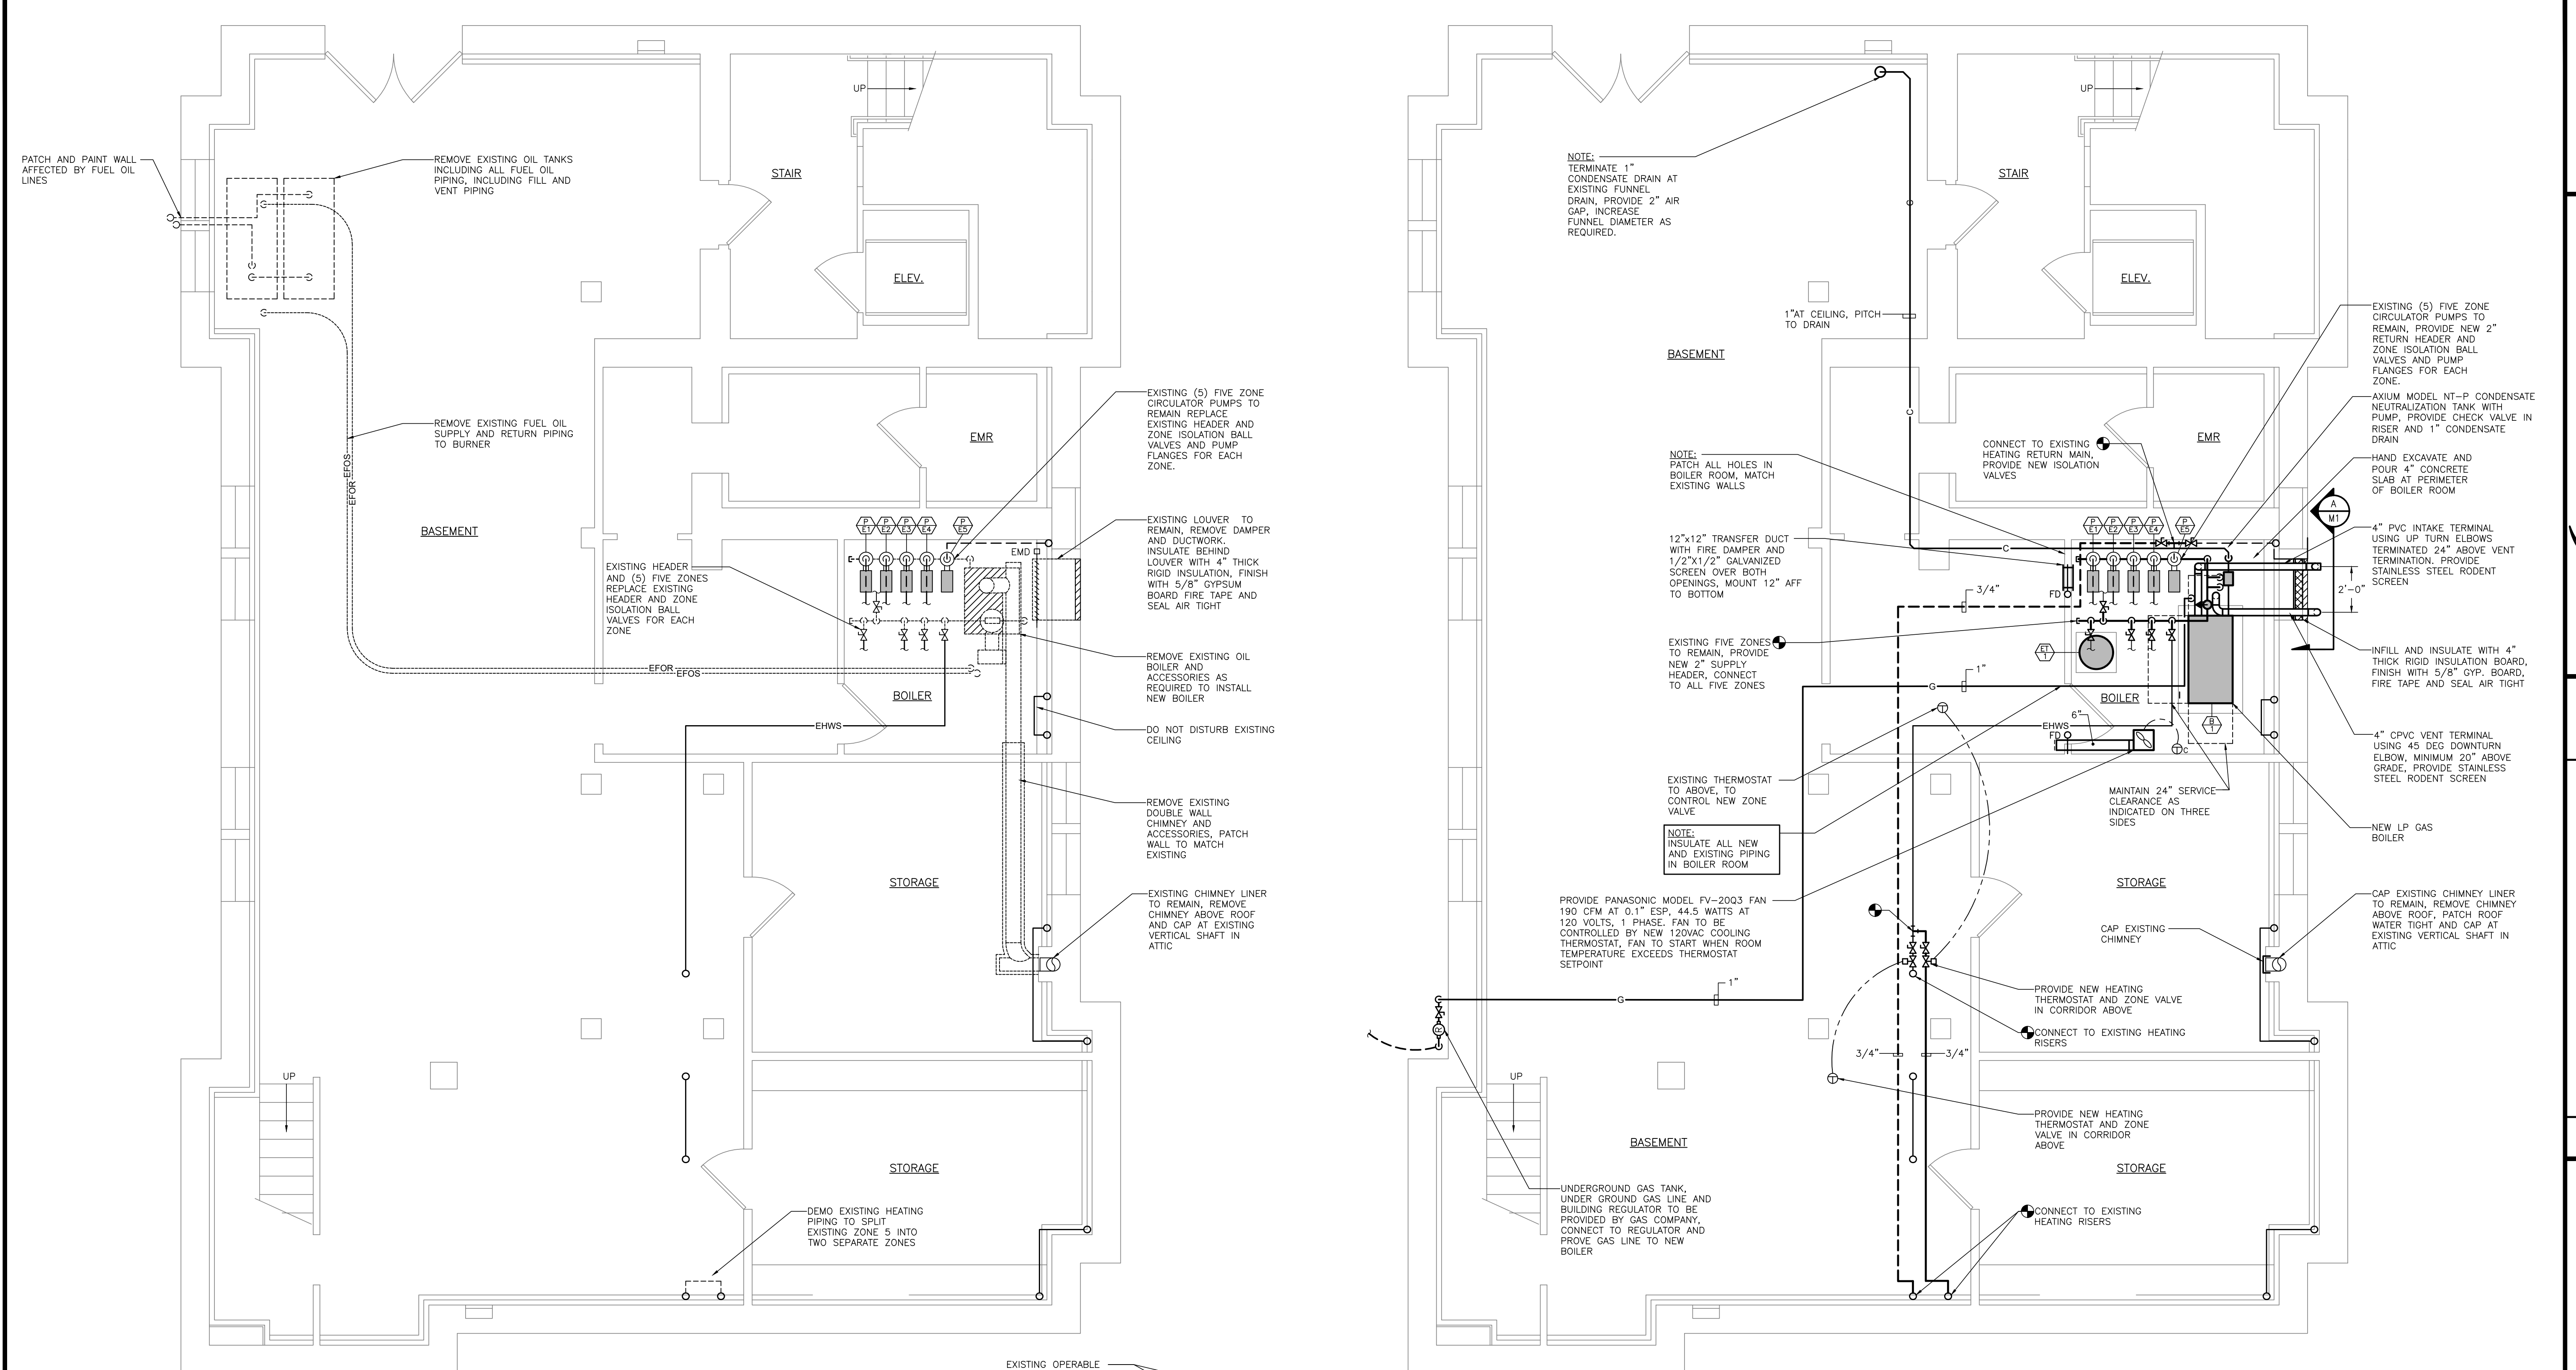 PATCH AND PAINT WALL
AFFECTED BY FUEL OIL
LINES
REMOVE EXISTING OIL TANKS
INCLUDING ALL FUEL OIL
PIPING, INCLUDING FILL AND
VENT PIPING
UP
STAIR
ELEV.
REMOVE EXISTING FUEL OIL
SUPPLY AND RETURN PIPING
TO BURNER
EFOS
EFOR
BASEMENT
EMR
EXISTING (5) FIVE ZONE
CIRCULATOR PUMPS TO
REMAIN REPLACE
EXISTING HEADER AND
ZONE ISOLATION BALL
VALVES AND PUMP
FLANGES FOR EACH
ZONE.
P
E1
P
E2
P
E3
P
E4
P
E5
EMD
EXISTING LOUVER TO
REMAIN, REMOVE DAMPER
AND DUCTWORK.
INSULATE BEHIND
LOUVER WITH 4" THICK
RIGID INSULATION, FINISH
WITH 5/8" GYPSUM
BOARD FIRE TAPE AND
SEAL AIR TIGHT
EXISTING HEADER
AND (5) FIVE ZONES
REPLACE EXISTING
HEADER AND ZONE
ISOLATION BALL
VALVES FOR EACH
ZONE
EFOR
EFOS
REMOVE EXISTING OIL
BOILER AND
ACCESSORIES AS
REQUIRED TO INSTALL
NEW BOILER
BOILER
EHWS
DO NOT DISTURB EXISTING
CEILING
REMOVE EXISTING
DOUBLE WALL
CHIMNEY AND
ACCESSORIES, PATCH
WALL TO MATCH
EXISTING
STORAGE
EXISTING CHIMNEY LINER
TO REMAIN, REMOVE
CHIMNEY ABOVE ROOF
AND CAP AT EXISTING
VERTICAL SHAFT IN
ATTIC
UP
STORAGE
DEMO EXISTING HEATING
PIPING TO SPLIT
EXISTING ZONE 5 INTO
TWO SEPARATE ZONES
EXISTING OPERABLE
NOTE:
TERMINATE 1"
CONDENSATE DRAIN AT
EXISTING FUNNEL
DRAIN, PROVIDE 2" AIR
GAP, INCREASE
FUNNEL DIAMETER AS
REQUIRED.
UP
STAIR
ELEV.
C
1"AT CEILING, PITCH
TO DRAIN
BASEMENT
C
EXISTING (5) FIVE ZONE
CIRCULATOR PUMPS TO
REMAIN, PROVIDE NEW 2"
RETURN HEADER AND
ZONE ISOLATION BALL
VALVES AND PUMP
FLANGES FOR EACH
ZONE.
AXIUM MODEL NT-P CONDENSATE
NEUTRALIZATION TANK WITH
PUMP, PROVIDE CHECK VALVE IN
RISER AND 1" CONDENSATE
DRAIN
EMR
CONNECT TO EXISTING
HEATING RETURN MAIN,
PROVIDE NEW ISOLATION
VALVES
NOTE:
PATCH ALL HOLES IN
BOILER ROOM, MATCH
EXISTING WALLS
HAND EXCAVATE AND
POUR 4" CONCRETE
SLAB AT PERIMETER
OF BOILER ROOM
A
M1
P
E1
P
E2
P
E3
P
E4
P
E5
C
12"x12" TRANSFER DUCT
WITH FIRE DAMPER AND
1/2"X1/2" GALVANIZED
SCREEN OVER BOTH
OPENINGS, MOUNT 12" AFF
TO BOTTOM
4" PVC INTAKE TERMINAL
USING UP TURN ELBOWS
TERMINATED 24" ABOVE VENT
TERMINATION. PROVIDE
STAINLESS STEEL RODENT
SCREEN
2'-0"
FD
3/4"
EXISTING FIVE ZONES
TO REMAIN, PROVIDE
NEW 2" SUPPLY
HEADER, CONNECT
TO ALL FIVE ZONES
ET
1
1"
G
BOILER
INFILL AND INSULATE WITH 4"
THICK RIGID INSULATION BOARD,
FINISH WITH 5/8" GYP. BOARD,
FIRE TAPE AND SEAL AIR TIGHT
T
6"
EHWS
FD
B
1
T
C
4" CPVC VENT TERMINAL
USING 45 DEG DOWNTURN
ELBOW, MINIMUM 20" ABOVE
GRADE, PROVIDE STAINLESS
STEEL RODENT SCREEN
EXISTING THERMOSTAT
TO ABOVE, TO
CONTROL NEW ZONE
VALVE
MAINTAIN 24" SERVICE
CLEARANCE AS
INDICATED ON THREE
SIDES
NOTE:
INSULATE ALL NEW
AND EXISTING PIPING
IN BOILER ROOM
NEW LP GAS
BOILER
STORAGE
PROVIDE PANASONIC MODEL FV-20Q3 FAN
190 CFM AT 0.1" ESP, 44.5 WATTS AT
120 VOLTS, 1 PHASE. FAN TO BE
CONTROLLED BY NEW 120VAC COOLING
THERMOSTAT, FAN TO START WHEN ROOM
TEMPERATURE EXCEEDS THERMOSTAT
SETPOINT
CAP EXISTING CHIMNEY LINER
TO REMAIN, REMOVE CHIMNEY
ABOVE ROOF, PATCH ROOF
WATER TIGHT AND CAP AT
EXISTING VERTICAL SHAFT IN
ATTIC
CAP EXISTING
CHIMNEY
1"
G
R
PROVIDE NEW HEATING
THERMOSTAT AND ZONE VALVE
IN CORRIDOR ABOVE
CONNECT TO EXISTING HEATING
RISERS
3/4"
3/4"
T
UP
PROVIDE NEW HEATING
THERMOSTAT AND ZONE
VALVE IN CORRIDOR
ABOVE
BASEMENT
STORAGE
UNDERGROUND GAS TANK,
UNDER GROUND GAS LINE AND
BUILDING REGULATOR TO BE
PROVIDED BY GAS COMPANY,
CONNECT TO REGULATOR AND
PROVE GAS LINE TO NEW
BOILER
CONNECT TO EXISTING
HEATING RISERS